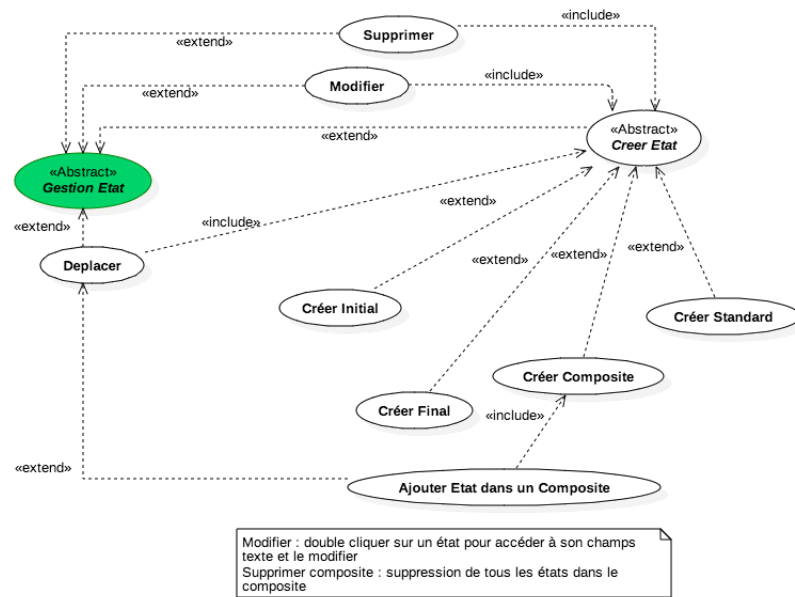 «include»
«extend»
Supprimer
«include»
«extend»
Modifier
«extend»
«Abstract»
Creer Etat
«Abstract»
Gestion Etat
«extend»
«include»
«extend»
Deplacer
«extend»
«extend»
«extend»
Créer Initial
Créer Standard
Créer Composite
Créer Final
«include»
«extend»
Ajouter Etat dans un Composite
Modifier : double cliquer sur un état pour accéder à son champs
texte et le modifier
Supprimer composite : suppression de tous les états dans le
composite